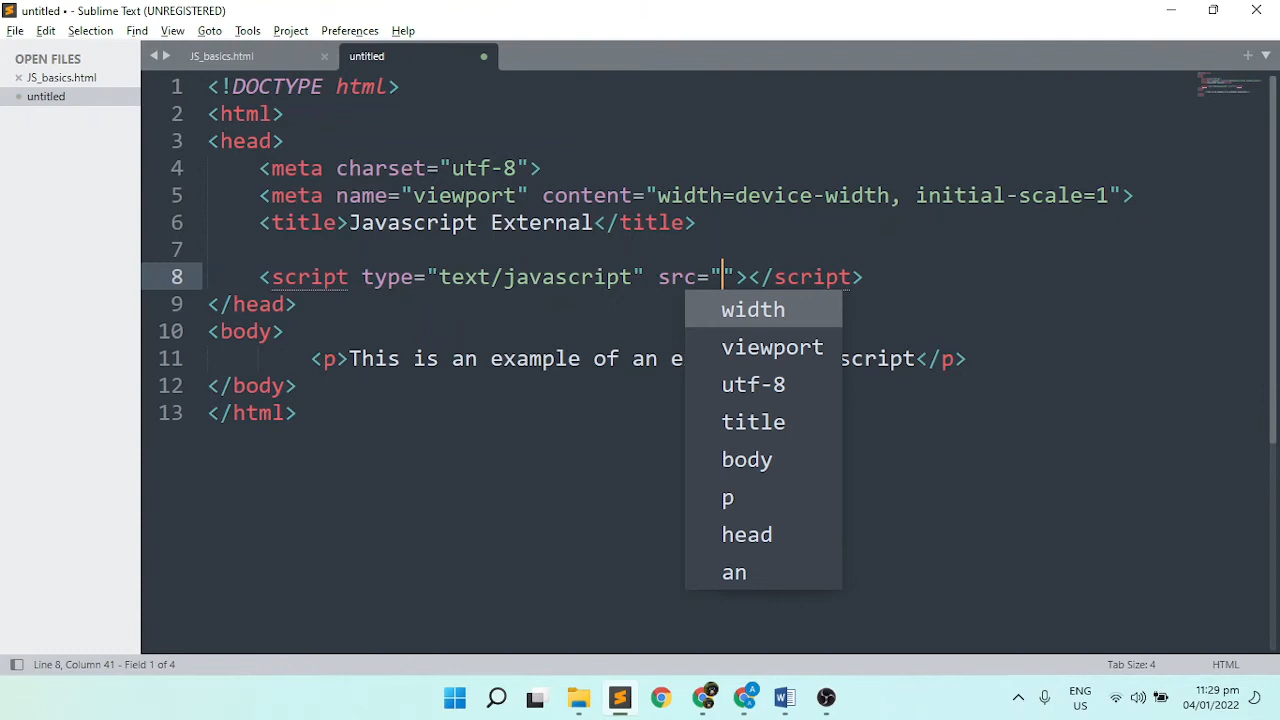 untitled • - Sublime Text (UNREGISTERED)
File Edit Selection Find View Goto Tools Project Preferences Help
OPEN FILES
JS_basics.html
untitled
JS_basics.html
untitled
1 <!DOCTYPE html>
2 <html>
3 <head>
4 <meta charset="utf-8">
5 <meta name="viewport" content="width=device-width, initial-scale=1">
6 <title>Javascript External</title>
7
8 <script type="text/javascript" src=""></script>
9 </head>
10 <body>
11 <p>This is an example of an e script</p>
12 </body>
13 </html>
width
viewport
utf-8
title
body
p
head
an
Line 8, Column 41 - Field 1 of 4
Tab Size: 4
HTML
ENG
US
11:29 pm
04/01/2022